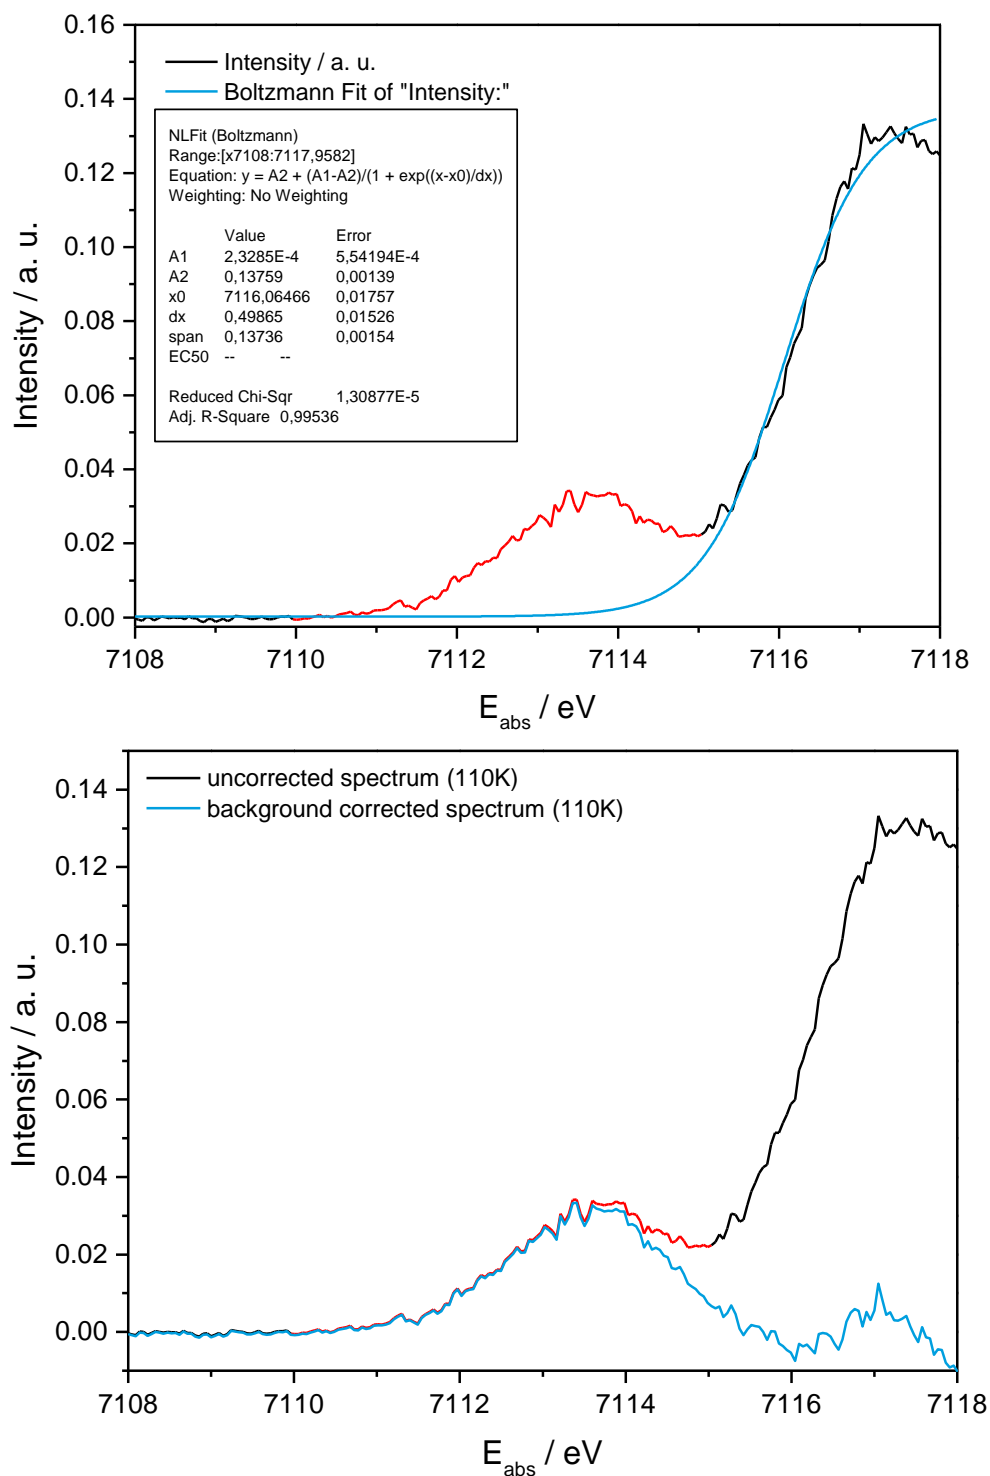 0.16
0.14
0.12
0.10
0.08
0.06
0.04
0.02
0.00
Intensity / a. u.
Intensity / a. u.
Boltzmann Fit of "Intensity:"
NLFit (Boltzmann)
Range:[x7108:7117,9582]
Equation: y = A2 + (A1-A2)/(1 + exp((x-x0)/dx))
Weighting: No Weighting
Value Error
A1 2,3285E-4 5,54194E-4
A2 0,13759 0,00139
x0 7116,06466 0,01757
dx 0,49865 0,01526
span 0,13736 0,00154
EC50 -- --
Reduced Chi-Sqr 1,30877E-5
Adj. R-Square 0,99536
7108 7110 7112 7114 7116 7118
E_abs / eV
0.14
0.12
0.10
0.08
0.06
0.04
0.02
0.00
Intensity / a. u.
uncorrected spectrum (110K)
background corrected spectrum (110K)
7108 7110 7112 7114 7116 7118
E_abs / eV